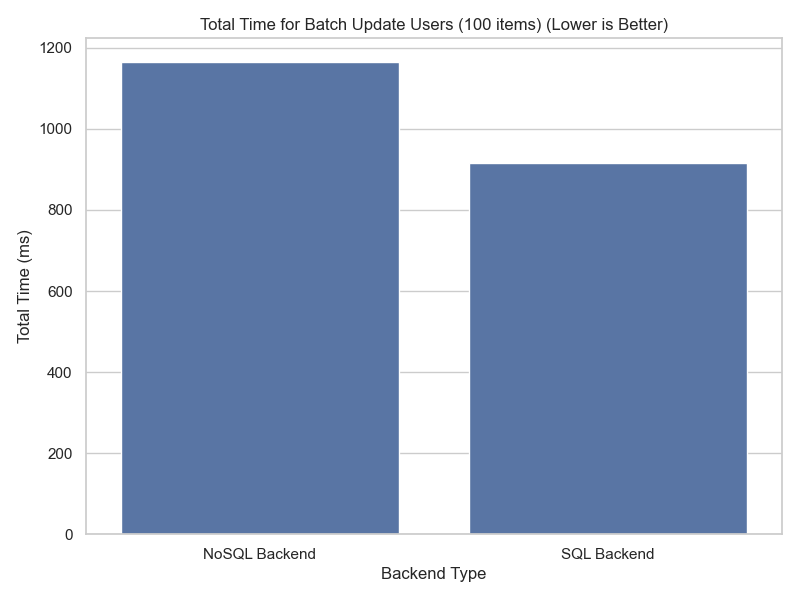 Total Time for Batch Update Users (100 items) (Lower is Better)
1200
1000
800
600
400
200
0
Total Time (ms)
NoSQL Backend
SQL Backend
Backend Type